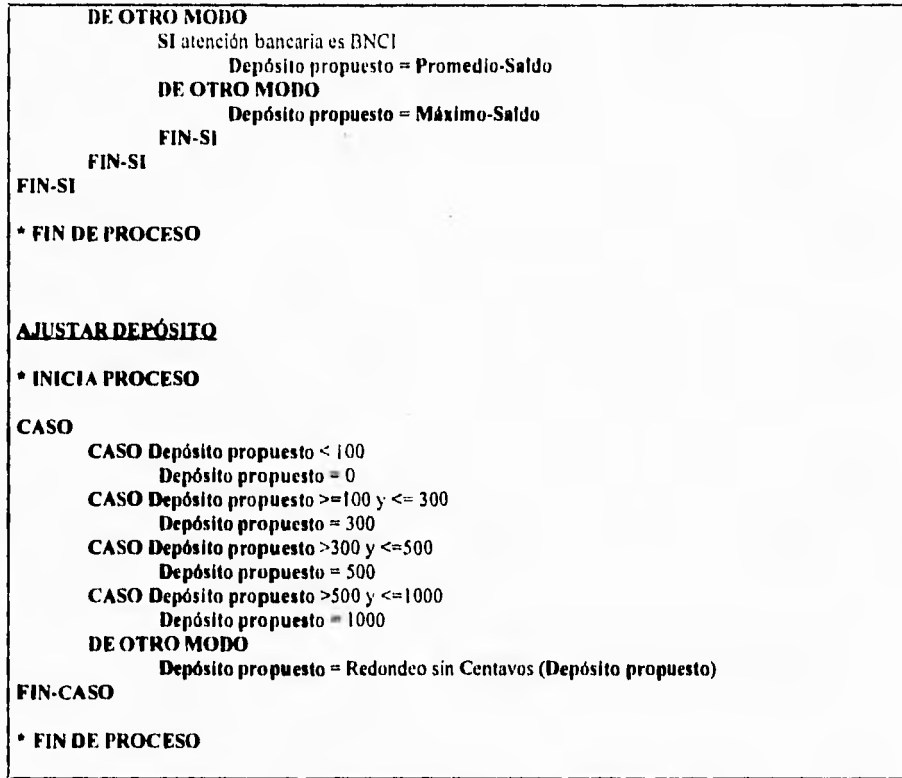 DE OTRO MODO
SI atención bancaria es BNCI
Depósito propuesto = Promedio-Saldo
DE OTRO MODO
Depósito propuesto = Máximo-Saldo
FIN-SI
FIN-SI
FIN-SI
* FIN DE PROCESO
AJUSTAR DEPÓSITO
* INICIA PROCESO
CASO
CASO Depósito propuesto < 100
Depósito propuesto = 0
CASO Depósito propuesto >=100 y <= 300
Depósito propuesto = 300
CASO Depósito propuesto >300 y <=500
Depósito propuesto = 500
CASO Depósito propuesto >500 y <=1000
Depósito propuesto = 1000
DE OTRO MODO
Depósito propuesto = Redondeo sin Centavos (Depósito propuesto)
FIN-CASO
* FIN DE PROCESO